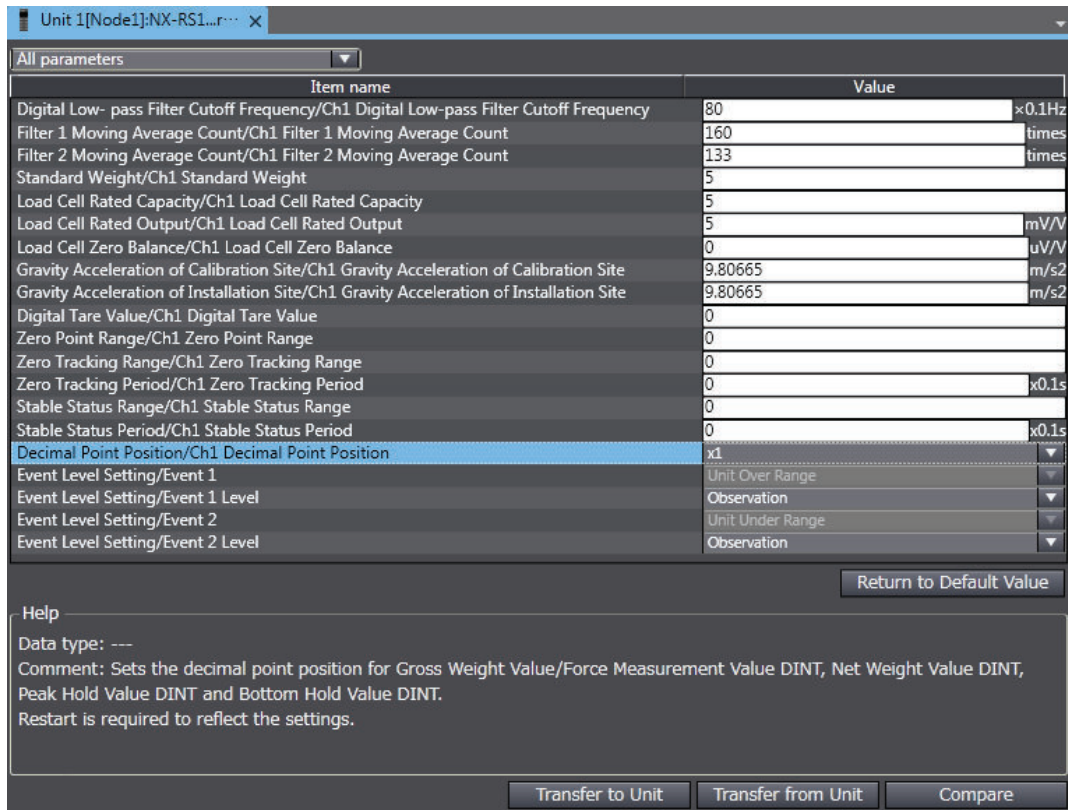 Unit 1[Node1]:NX-RS1...r...
All parameters
Item name Value
Digital Low- pass Filter Cutoff Frequency/Ch1 Digital Low-pass Filter Cutoff Frequency 80 ×0.1Hz
Filter 1 Moving Average Count/Ch1 Filter 1 Moving Average Count 160 times
Filter 2 Moving Average Count/Ch1 Filter 2 Moving Average Count 133 times
Standard Weight/Ch1 Standard Weight 5
Load Cell Rated Capacity/Ch1 Load Cell Rated Capacity 5
Load Cell Rated Output/Ch1 Load Cell Rated Output 5 mV/V
Load Cell Zero Balance/Ch1 Load Cell Zero Balance 0 uV/V
Gravity Acceleration of Calibration Site/Ch1 Gravity Acceleration of Calibration Site 9.80665 m/s2
Gravity Acceleration of Installation Site/Ch1 Gravity Acceleration of Installation Site 9.80665 m/s2
Digital Tare Value/Ch1 Digital Tare Value 0
Zero Point Range/Ch1 Zero Point Range 0
Zero Tracking Range/Ch1 Zero Tracking Range 0
Zero Tracking Period/Ch1 Zero Tracking Period 0 x0.1s
Stable Status Range/Ch1 Stable Status Range 0
Stable Status Period/Ch1 Stable Status Period 0 x0.1s
Decimal Point Position/Ch1 Decimal Point Position x1
Event Level Setting/Event 1 Unit Over Range
Event Level Setting/Event 1 Level Observation
Event Level Setting/Event 2 Unit Under Range
Event Level Setting/Event 2 Level Observation
Return to Default Value
Help
Data type: ---
Comment: Sets the decimal point position for Gross Weight Value/Force Measurement Value DINT, Net Weight Value DINT,
Peak Hold Value DINT and Bottom Hold Value DINT.
Restart is required to reflect the settings.
Transfer to Unit Transfer from Unit Compare